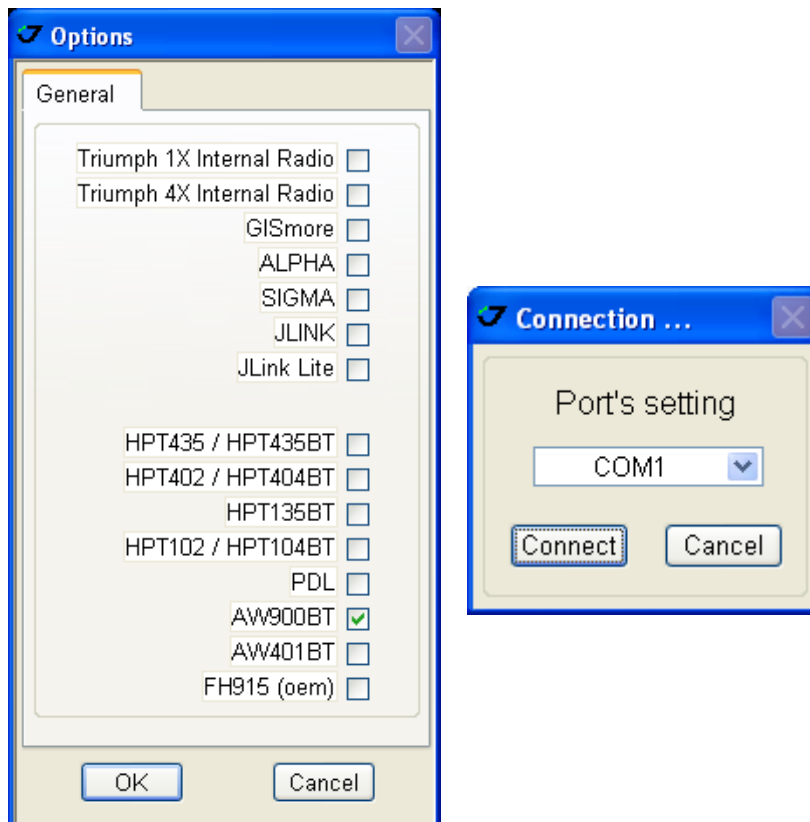 Options
General
Triumph 1X Internal Radio
Triumph 4X Internal Radio
GISmore
ALPHA
SIGMA
JLINK
JLink Lite
HPT435 / HPT435BT
HPT402 / HPT404BT
HPT135BT
HPT102 / HPT104BT
PDL
AW900BT
AW401BT
FH915 (oem)
OK Cancel
Connection ...
Port's setting
COM1
Connect Cancel